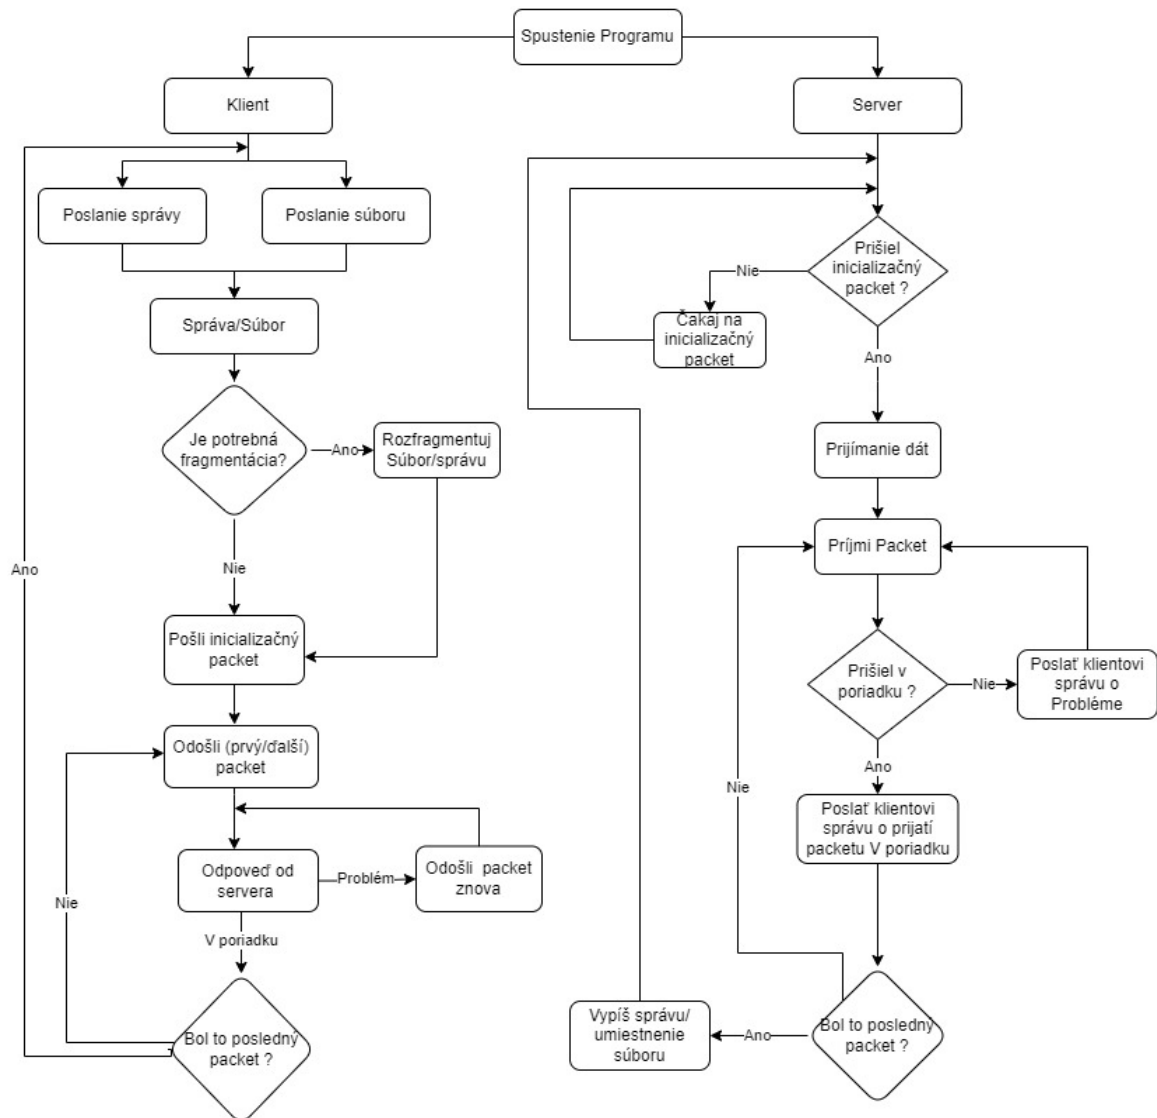 Spustenie Programu
Klient
Poslanie správy
Poslanie súboru
Správa/Súbor
Je potrebná
fragmentácia?
Ano
Rozfragmentuj
Súbor/správu
Nie
Pošli inicializačný
packet
Odošli (prvý/ďalší)
packet
Odpoveď od
servera
Problém
Odošli packet
znova
V poriadku
Bol to posledný
packet ?
Nie
Ano
Server
Prišiel
inicializačný
packet ?
Nie
Čakaj na
inicializačný
packet
Ano
Prijímanie dát
Príjmi Packet
Prišiel v
poriadku ?
Nie
Poslať klientovi
správu o
Probléme
Ano
Poslať klientovi
správu o prijatí
packetu V poriadku
Bol to posledný
packet ?
Nie
Ano
Vypíš správu/
umiestnenie
súboru